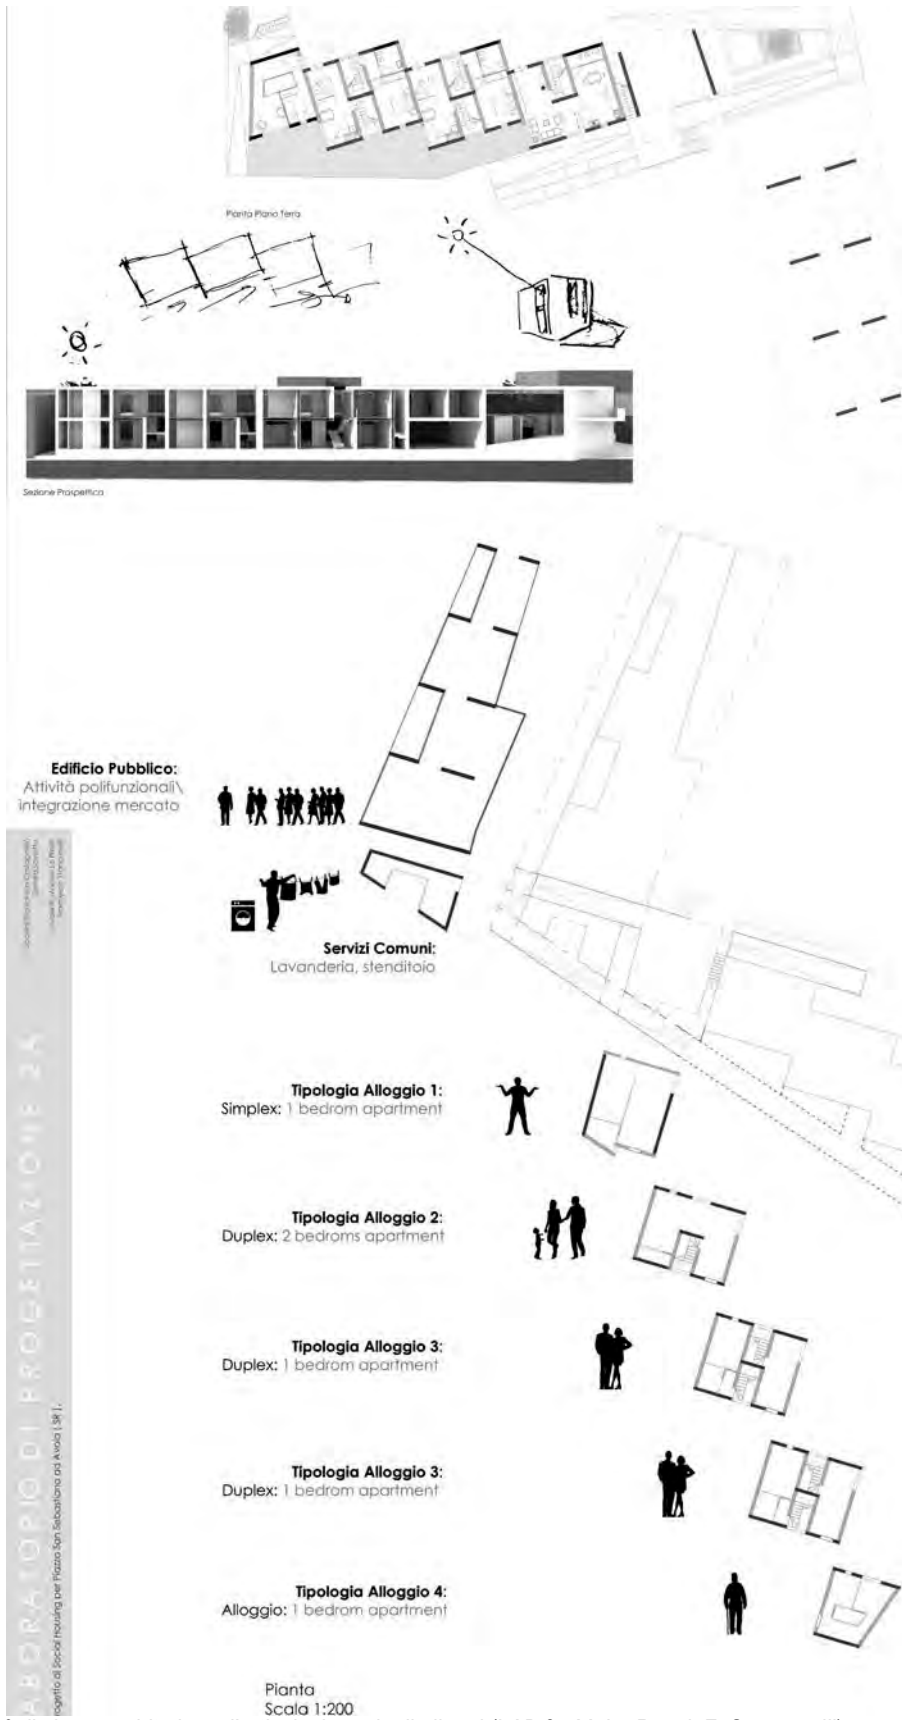 Pianta Piano Terra
Sezione Prospettica
Edificio Pubblico:
Attività polifunzionali\
integrazione mercato
Servizi Comuni:
Lavanderia, stenditoio
Tipologia Alloggio 1:
Simplex: 1 bedrom apartment
Tipologia Alloggio 2:
Duplex: 2 bedroms apartment
Tipologia Alloggio 3:
Duplex: 1 bedrom apartment
Tipologia Alloggio 3:
Duplex: 1 bedrom apartment
Tipologia Alloggio 4:
Alloggio: 1 bedrom apartment
Pianta
Scala 1:200
ABORATORIO DI PROGETTAZIONE 2A
rogetto di Social Housing per Piazza San Sebastiano ad Avola [ SR ].